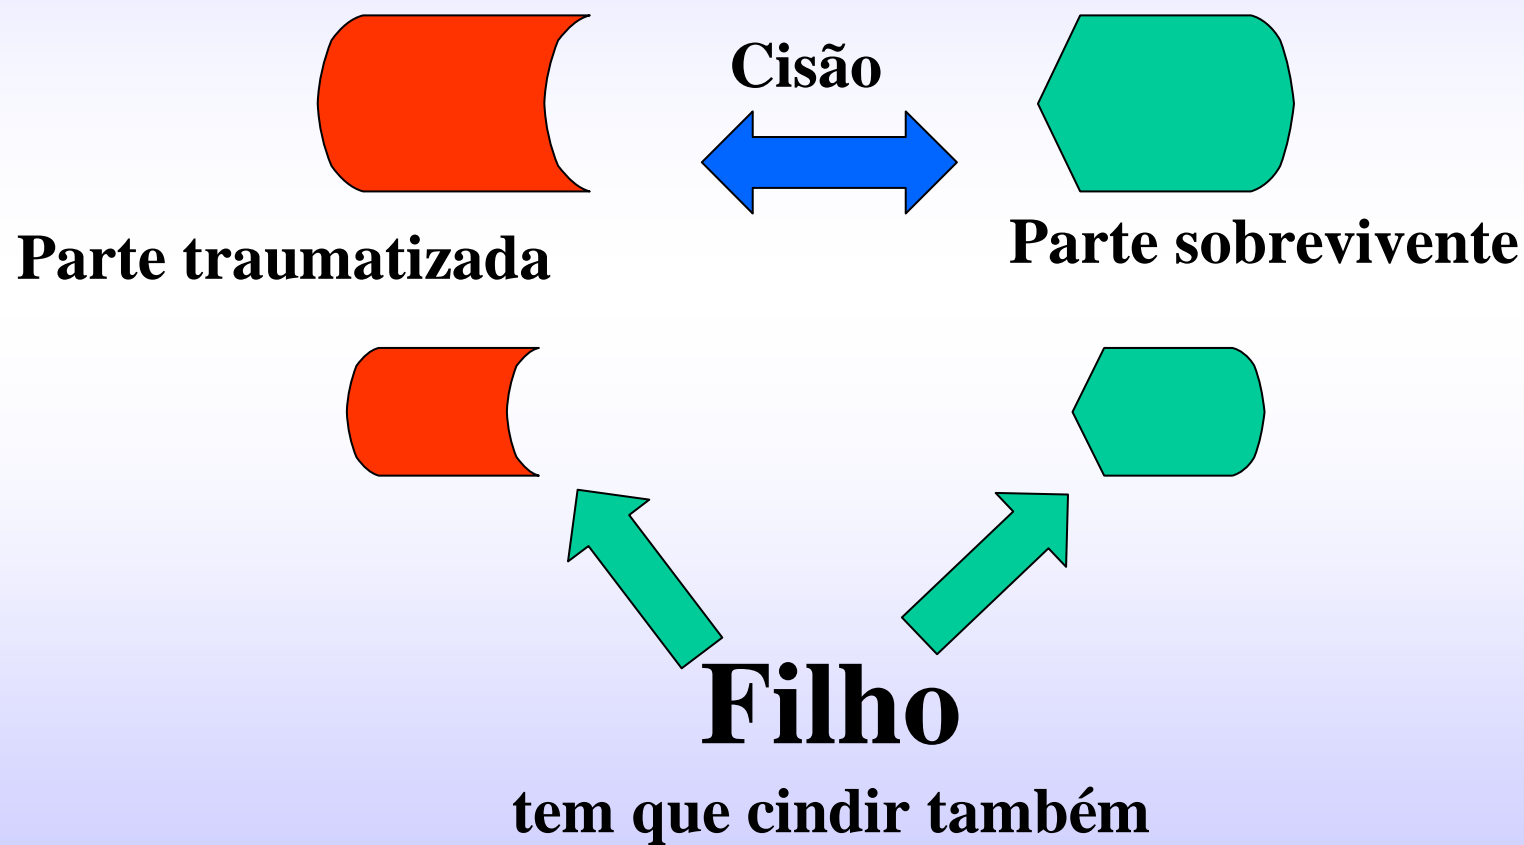 Cisão
Parte traumatizada
Parte sobrevivente
Filho
tem que cindir também